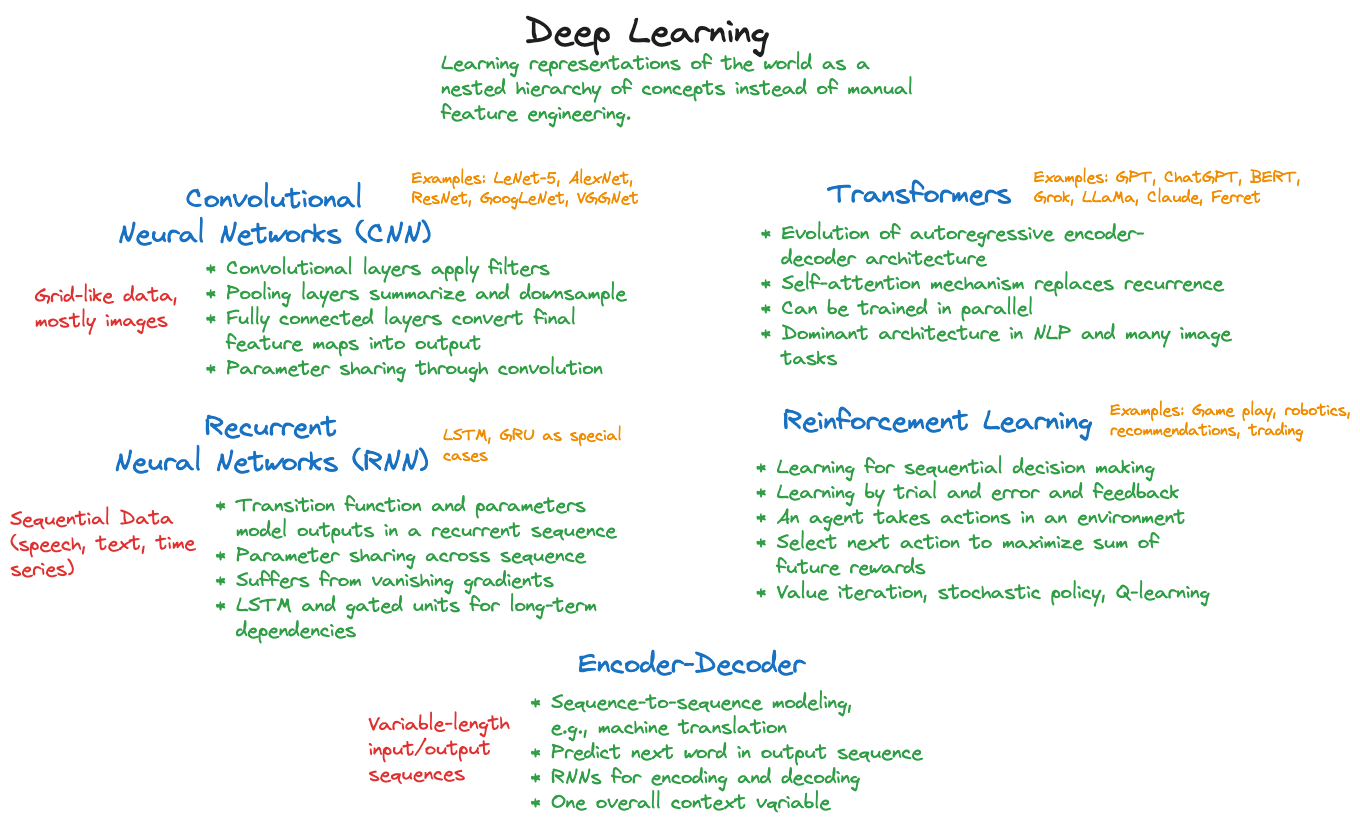 Deep Learning
Learning representations of the world as a
nested hierarchy of concepts instead of manual
feature engineering.
Convolutional
Neural Networks (CNN)
Examples: LeNet-5, AlexNet,
ResNet, GoogLeNet, VGGNet
Grid-like data,
mostly images
* Convolutional layers apply filters
* Pooling layers summarize and downsample
* Fully connected layers convert final
feature maps into output
* Parameter sharing through convolution
Transformers
Examples: GPT, ChatGPT, BERT,
Grok, LLaMa, Claude, Ferret
* Evolution of autoregressive encoder-
decoder architecture
* Self-attention mechanism replaces recurrence
* Can be trained in parallel
* Dominant architecture in NLP and many image
tasks
Recurrent
Neural Networks (RNN)
LSTM, GRU as special
cases
Sequential Data
(speech, text, time
series)
* Transition function and parameters
model outputs in a recurrent sequence
* Parameter sharing across sequence
* Suffers from vanishing gradients
* LSTM and gated units for long-term
dependencies
Reinforcement Learning
Examples: Game play, robotics,
recommendations, trading
* Learning for sequential decision making
* Learning by trial and error and feedback
* An agent takes actions in an environment
* Select next action to maximize sum of
future rewards
* Value iteration, stochastic policy, Q-learning
Encoder-Decoder
Variable-length
input/output
sequences
* Sequence-to-sequence modeling,
e.g., machine translation
* Predict next word in output sequence
* RNNs for encoding and decoding
* One overall context variable